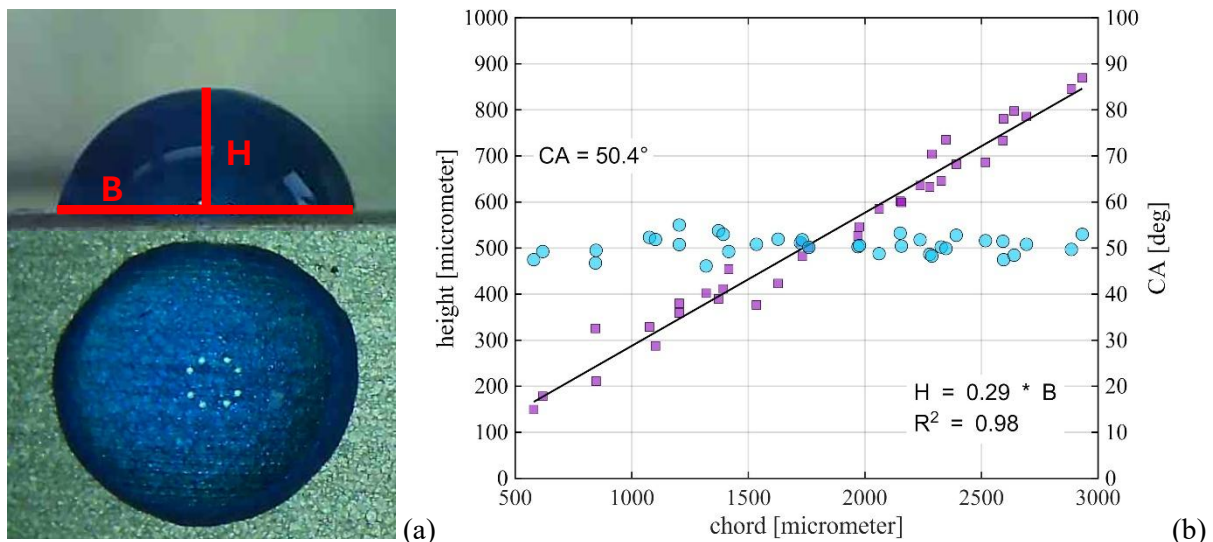 H
B
(a)
1000
900
800
700
600
500
400
300
200
100
0
height [micrometer]
CA = 50.4°
H = 0.29 * B
R² = 0.98
100
90
80
70
60
50
40
30
20
10
0
CA [deg]
500
1000
1500
2000
2500
3000
chord [micrometer]
(b)